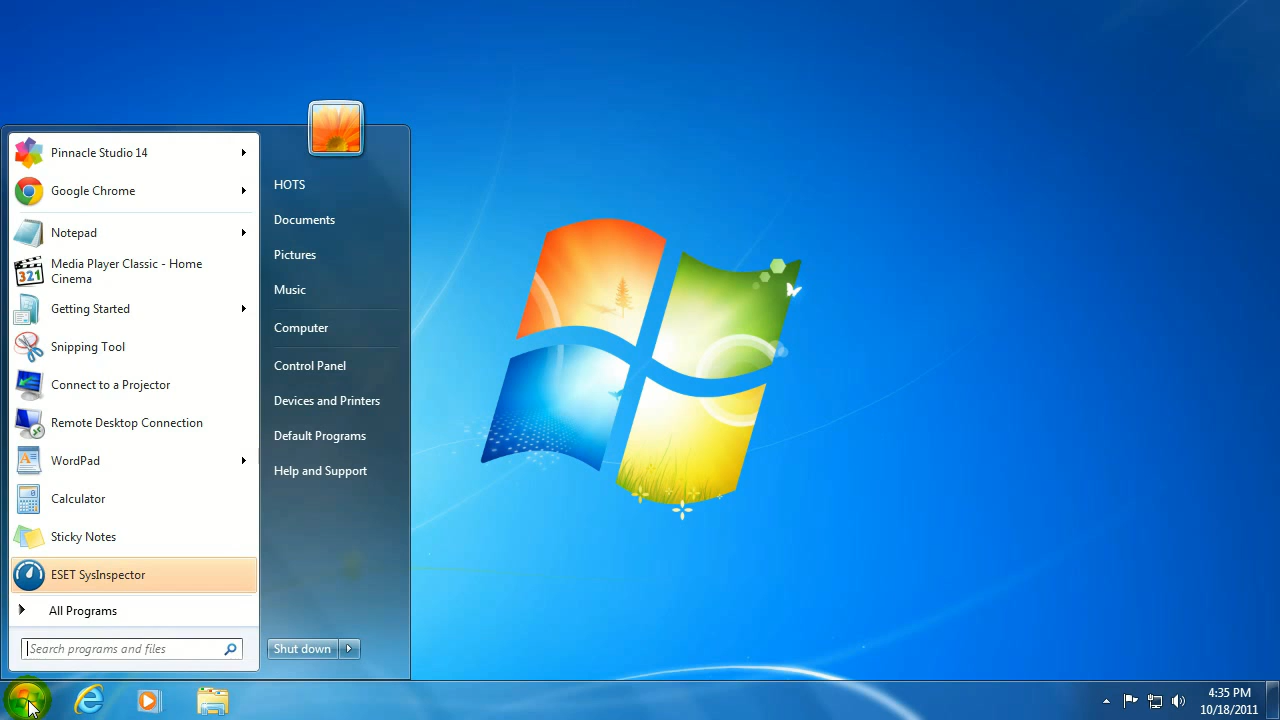 Pinnacle Studio 14
Google Chrome
Notepad
Media Player Classic - Home
Cinema
Getting Started
Snipping Tool
Connect to a Projector
Remote Desktop Connection
WordPad
Calculator
Sticky Notes
ESET SysInspector
All Programs
Search programs and files
HOTS
Documents
Pictures
Music
Computer
Control Panel
Devices and Printers
Default Programs
Help and Support
Shut down
321
4:35 PM
10/18/2011